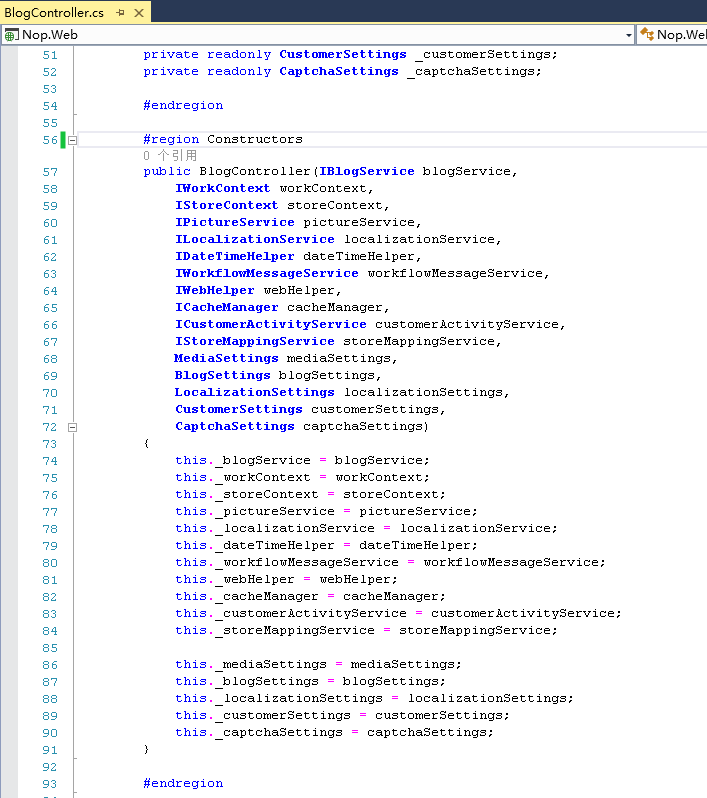 BlogController.cs
Nop.Web
Nop.Wel
51 private readonly CustomerSettings _customerSettings;
52 private readonly CaptchaSettings _captchaSettings;
53
54 #endregion
55
56 #region Constructors
0 个引用
57 public BlogController(IBlogService blogService,
58 IWorkContext workContext,
59 IStoreContext storeContext,
60 IPictureService pictureService,
61 ILocalizationService localizationService,
62 IDateTimeHelper dateTimeHelper,
63 IWorkflowMessageService workflowMessageService,
64 IWebHelper webHelper,
65 ICacheManager cacheManager,
66 ICustomerActivityService customerActivityService,
67 IStoreMappingService storeMappingService,
68 MediaSettings mediaSettings,
69 BlogSettings blogSettings,
70 LocalizationSettings localizationSettings,
71 CustomerSettings customerSettings,
72 CaptchaSettings captchaSettings)
73 {
74 this._blogService = blogService;
75 this._workContext = workContext;
76 this._storeContext = storeContext;
77 this._pictureService = pictureService;
78 this._localizationService = localizationService;
79 this._dateTimeHelper = dateTimeHelper;
80 this._workflowMessageService = workflowMessageService;
81 this._webHelper = webHelper;
82 this._cacheManager = cacheManager;
83 this._customerActivityService = customerActivityService;
84 this._storeMappingService = storeMappingService;
85
86 this._mediaSettings = mediaSettings;
87 this._blogSettings = blogSettings;
88 this._localizationSettings = localizationSettings;
89 this._customerSettings = customerSettings;
90 this._captchaSettings = captchaSettings;
91 }
92
93 #endregion